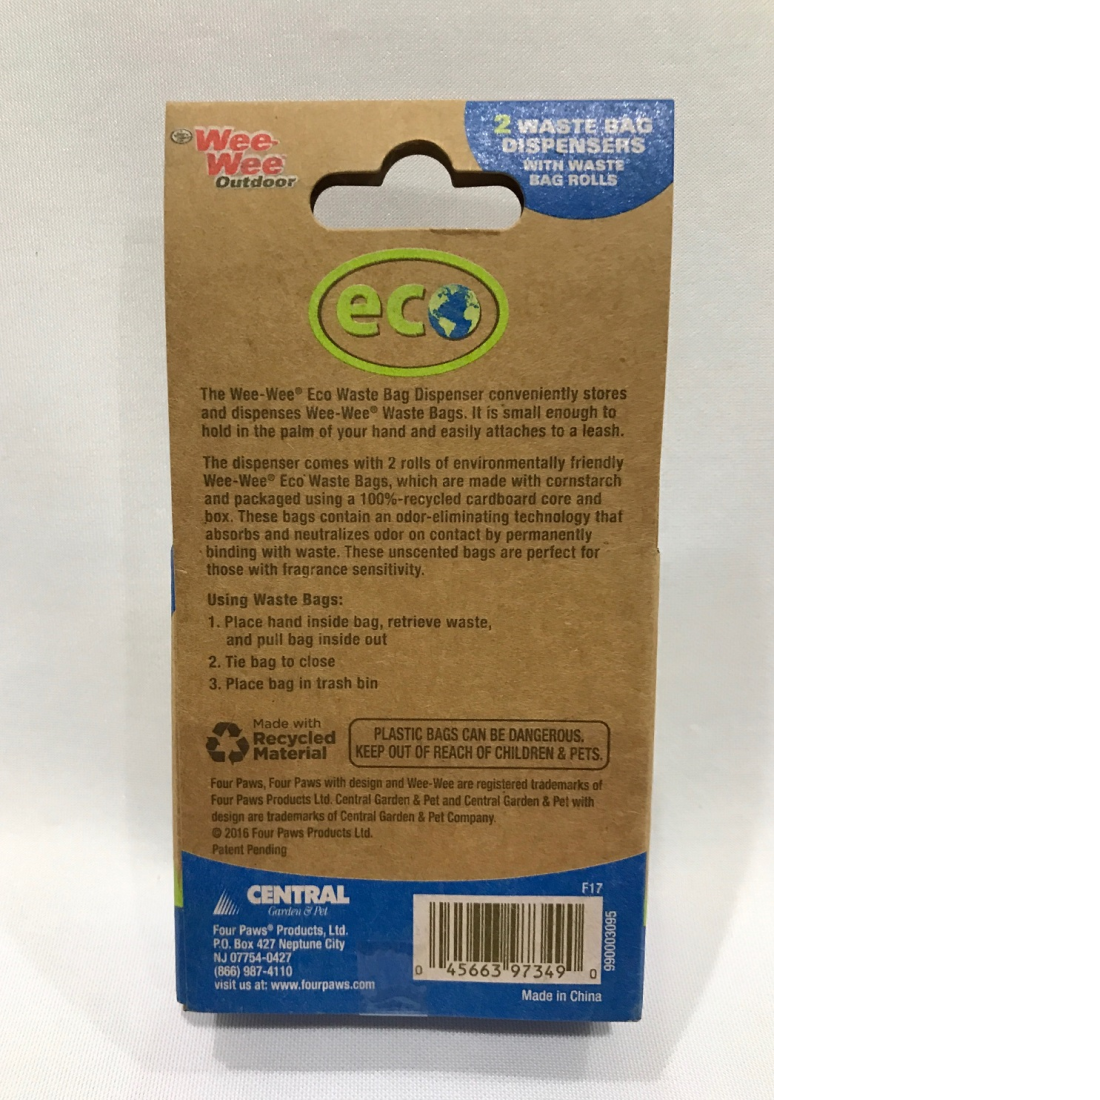 Wee-
Wee™
Outdoor
2 WASTE BAG
DISPENSERS
WITH WASTE
BAG ROLLS
eco
The Wee-Wee® Eco Waste Bag Dispenser conveniently stores
and dispenses Wee-Wee® Waste Bags. It is small enough to
hold in the palm of your hand and easily attaches to a leash.
The dispenser comes with 2 rolls of environmentally friendly
Wee-Wee® Eco Waste Bags, which are made with cornstarch
and packaged using a 100%-recycled cardboard core and
box. These bags contain an odor-eliminating technology that
absorbs and neutralizes odor on contact by permanently
binding with waste. These unscented bags are perfect for
those with fragrance sensitivity.
Using Waste Bags:
1. Place hand inside bag, retrieve waste,
and pull bag inside out
2. Tie bag to close
3. Place bag in trash bin
Made with
Recycled
Material
PLASTIC BAGS CAN BE DANGEROUS.
KEEP OUT OF REACH OF CHILDREN & PETS.
Four Paws, Four Paws with design and Wee-Wee are registered trademarks of
Four Paws Products Ltd. Central Garden & Pet and Central Garden & Pet with
design are trademarks of Central Garden & Pet Company.
© 2016 Four Paws Products Ltd.
Patent Pending
CENTRAL
Garden & Pet
Four Paws® Products, Ltd.
P.O. Box 427 Neptune City
NJ 07754-0427
(866) 987-4110
visit us at: www.fourpaws.com
F17
0 45663 97349 0
990003095
Made in China